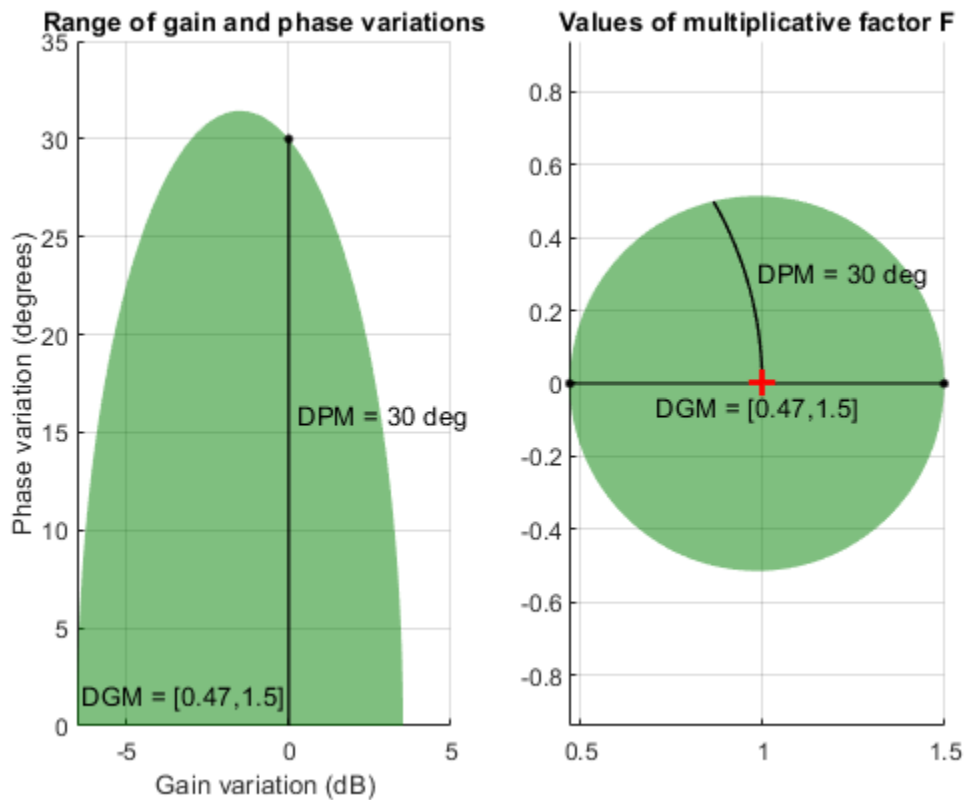 Range of gain and phase variations
35
30
25
20
15
10
5
0
Phase variation (degrees)
DPM = 30 deg
DGM = [0.47,1.5]
-5
0
5
Gain variation (dB)
Values of multiplicative factor F
0.8
0.6
0.4
0.2
0
-0.2
-0.4
-0.6
-0.8
DPM = 30 deg
DGM = [0.47,1.5]
0.5
1
1.5